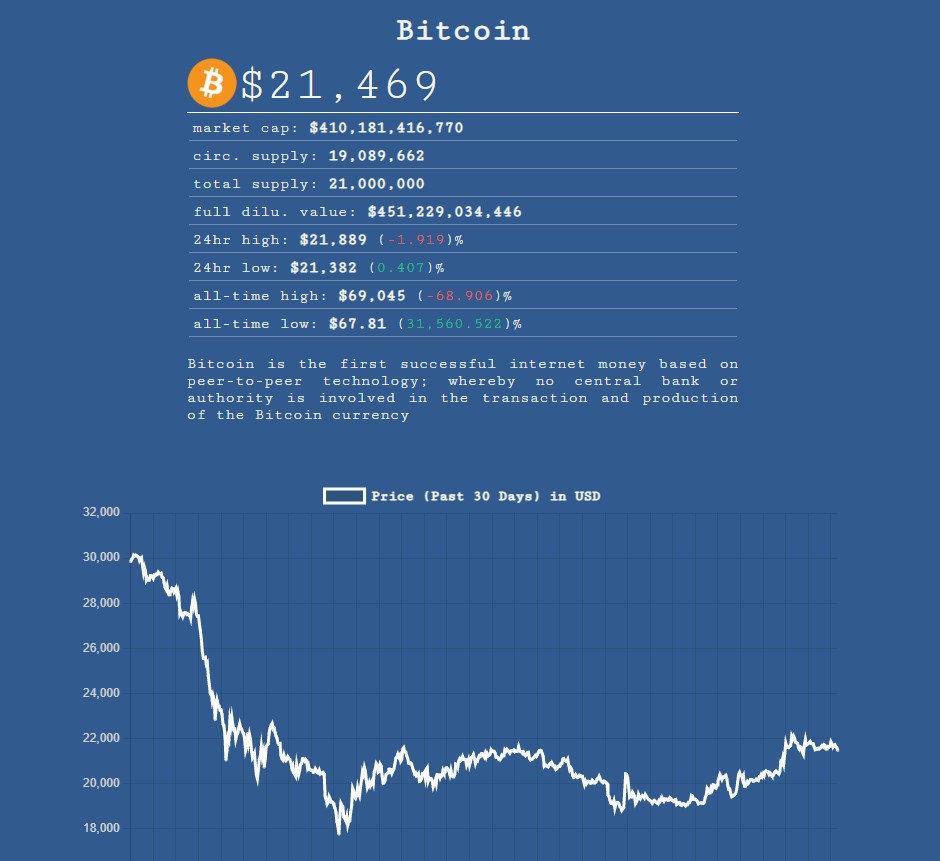 Bitcoin
$21,469
market cap: $410,181,416,770
circ. supply: 19,089,662
total supply: 21,000,000
full dilu. value: $451,229,034,446
24hr high: $21,889 (-1.919)%
24hr low: $21,382 (0.407)%
all-time high: $69,045 (-68.906)%
all-time low: $67.81 (31,560.522)%
Bitcoin is the first successful internet money based on
peer-to-peer technology; whereby no central bank or
authority is involved in the transaction and production
of the Bitcoin currency
Price (Past 30 Days) in USD
32,000
30,000
28,000
26,000
24,000
22,000
20,000
18,000